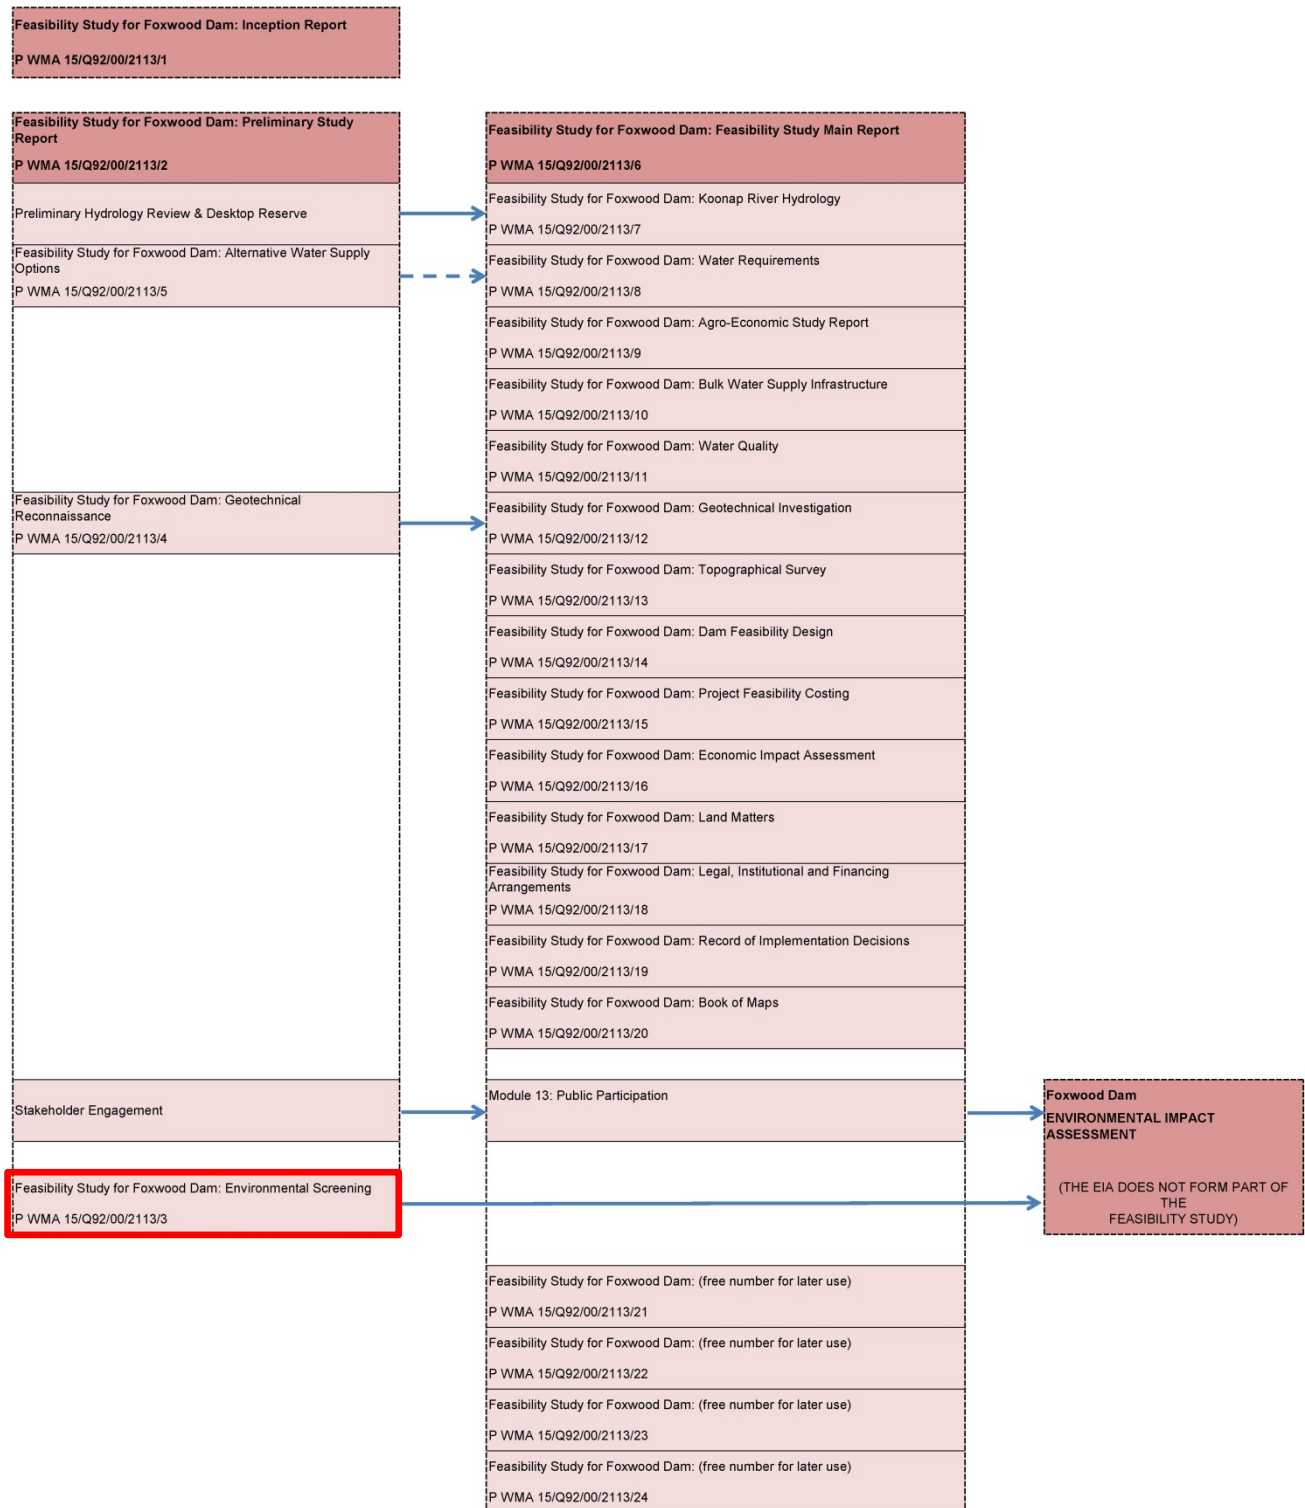 Feasibility Study for Foxwood Dam: Inception Report
P WMA 15/Q92/00/2113/1
Feasibility Study for Foxwood Dam: Preliminary Study
Report
P WMA 15/Q92/00/2113/2
Preliminary Hydrology Review & Desktop Reserve
Feasibility Study for Foxwood Dam: Alternative Water Supply
Options
P WMA 15/Q92/00/2113/5
Feasibility Study for Foxwood Dam: Geotechnical
Reconnaissance
P WMA 15/Q92/00/2113/4
Stakeholder Engagement
Feasibility Study for Foxwood Dam: Environmental Screening
P WMA 15/Q92/00/2113/3
Feasibility Study for Foxwood Dam: Feasibility Study Main Report
P WMA 15/Q92/00/2113/6
Feasibility Study for Foxwood Dam: Koonap River Hydrology
P WMA 15/Q92/00/2113/7
Feasibility Study for Foxwood Dam: Water Requirements
P WMA 15/Q92/00/2113/8
Feasibility Study for Foxwood Dam: Agro-Economic Study Report
P WMA 15/Q92/00/2113/9
Feasibility Study for Foxwood Dam: Bulk Water Supply Infrastructure
P WMA 15/Q92/00/2113/10
Feasibility Study for Foxwood Dam: Water Quality
P WMA 15/Q92/00/2113/11
Feasibility Study for Foxwood Dam: Geotechnical Investigation
P WMA 15/Q92/00/2113/12
Feasibility Study for Foxwood Dam: Topographical Survey
P WMA 15/Q92/00/2113/13
Feasibility Study for Foxwood Dam: Dam Feasibility Design
P WMA 15/Q92/00/2113/14
Feasibility Study for Foxwood Dam: Project Feasibility Costing
P WMA 15/Q92/00/2113/15
Feasibility Study for Foxwood Dam: Economic Impact Assessment
P WMA 15/Q92/00/2113/16
Feasibility Study for Foxwood Dam: Land Matters
P WMA 15/Q92/00/2113/17
Feasibility Study for Foxwood Dam: Legal, Institutional and Financing
Arrangements
P WMA 15/Q92/00/2113/18
Feasibility Study for Foxwood Dam: Record of Implementation Decisions
P WMA 15/Q92/00/2113/19
Feasibility Study for Foxwood Dam: Book of Maps
P WMA 15/Q92/00/2113/20
Module 13: Public Participation
Feasibility Study for Foxwood Dam: (free number for later use)
P WMA 15/Q92/00/2113/21
Feasibility Study for Foxwood Dam: (free number for later use)
P WMA 15/Q92/00/2113/22
Feasibility Study for Foxwood Dam: (free number for later use)
P WMA 15/Q92/00/2113/23
Feasibility Study for Foxwood Dam: (free number for later use)
P WMA 15/Q92/00/2113/24
Foxwood Dam
ENVIRONMENTAL IMPACT
ASSESSMENT
(THE EIA DOES NOT FORM PART OF
THE
FEASIBILITY STUDY)